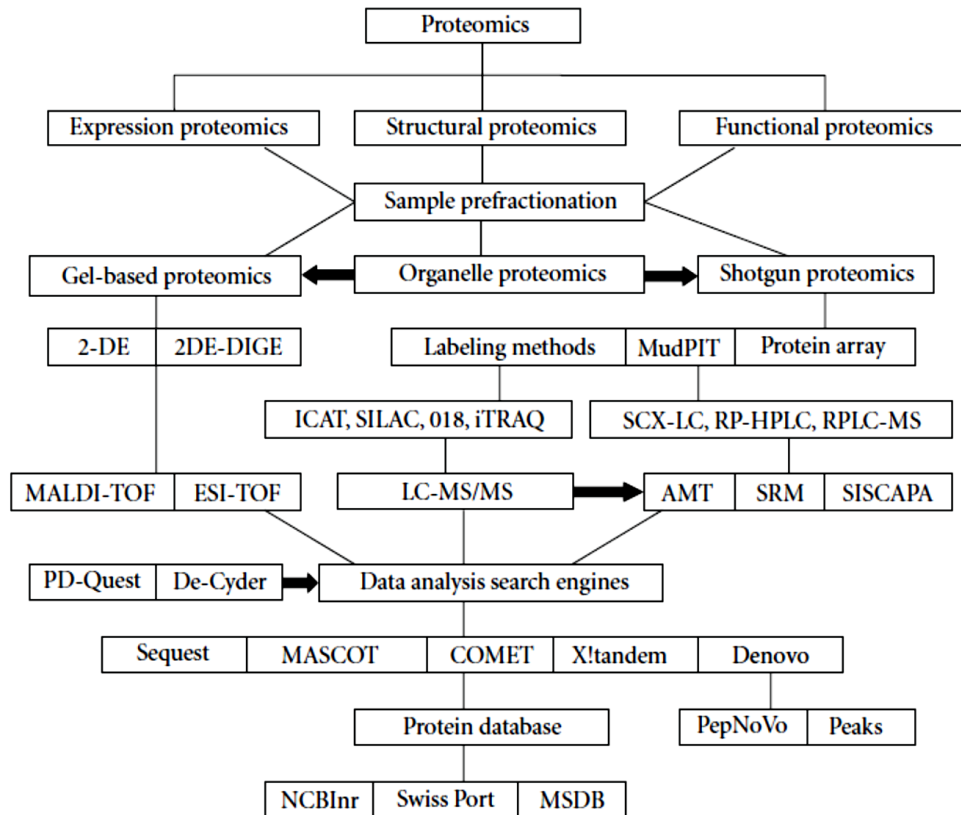 Proteomics
Expression proteomics
Structural proteomics
Functional proteomics
Sample prefractionation
Gel-based proteomics
Organelle proteomics
Shotgun proteomics
2-DE
2DE-DIGE
Labeling methods
MudPIT
Protein array
ICAT, SILAC, 018, iTRAQ
SCX-LC, RP-HPLC, RPLC-MS
MALDI-TOF
ESI-TOF
LC-MS/MS
AMT
SRM
SISCAPA
PD-Quest
De-Cyder
Data analysis search engines
Sequest
MASCOT
COMET
X!tandem
Denovo
Protein database
PepNoVo
Peaks
NCBInr
Swiss Port
MSDB